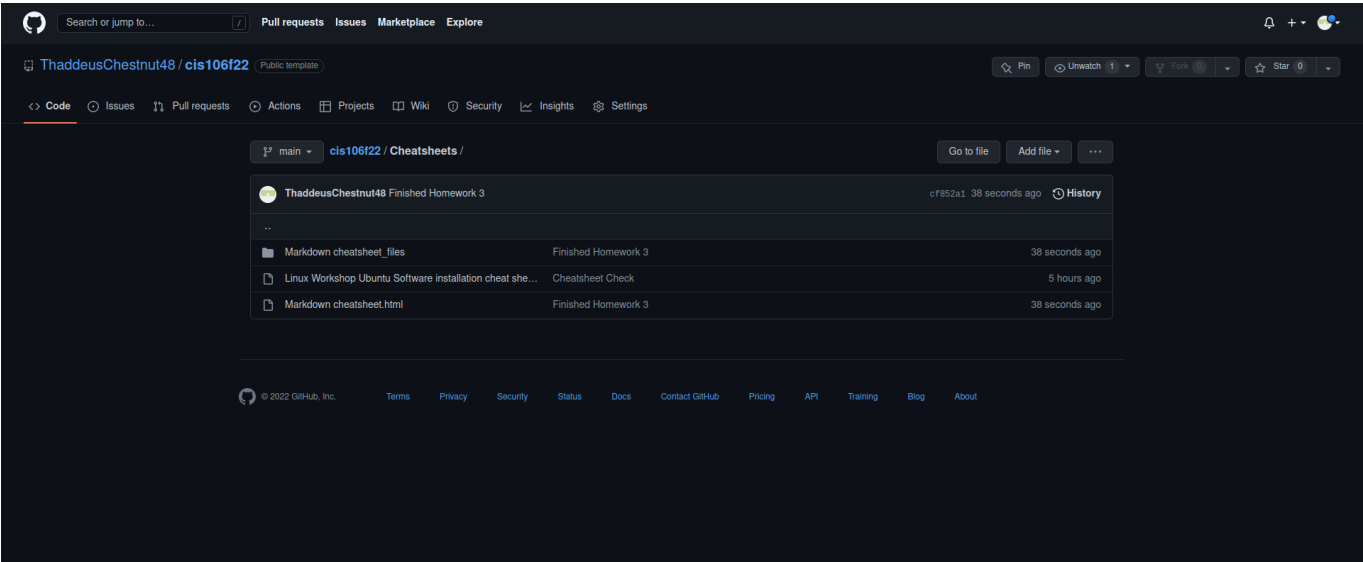 Search or jump to... / Pull requests Issues Marketplace Explore
ThaddeusChestnut48 / cis106f22 Public template Pin Unwatch 1 Fork 0 Star 0
Code Issues Pull requests Actions Projects Wiki Security Insights Settings
main cis106f22 / Cheatsheets / Go to file Add file ...
ThaddeusChestnut48 Finished Homework 3 cf852a1 38 seconds ago History
..
Markdown cheatsheet_files Finished Homework 3 38 seconds ago
Linux Workshop Ubuntu Software installation cheat she... Cheatsheet Check 5 hours ago
Markdown cheatsheet.html Finished Homework 3 38 seconds ago
© 2022 GitHub, Inc. Terms Privacy Security Status Docs Contact GitHub Pricing API Training Blog About